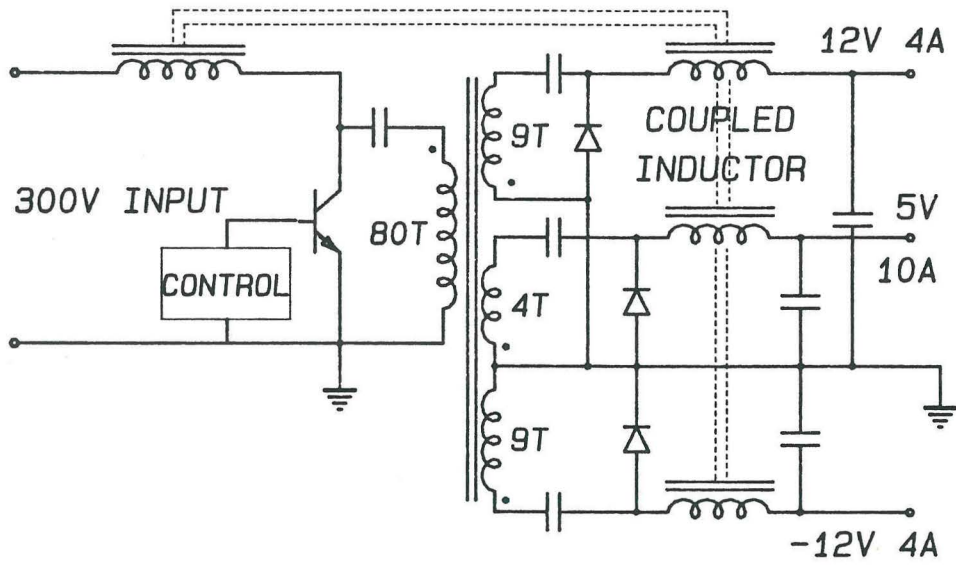 12V 4A
9T
COUPLED
INDUCTOR
300V INPUT
80T
5V
10A
CONTROL
4T
9T
-12V 4A